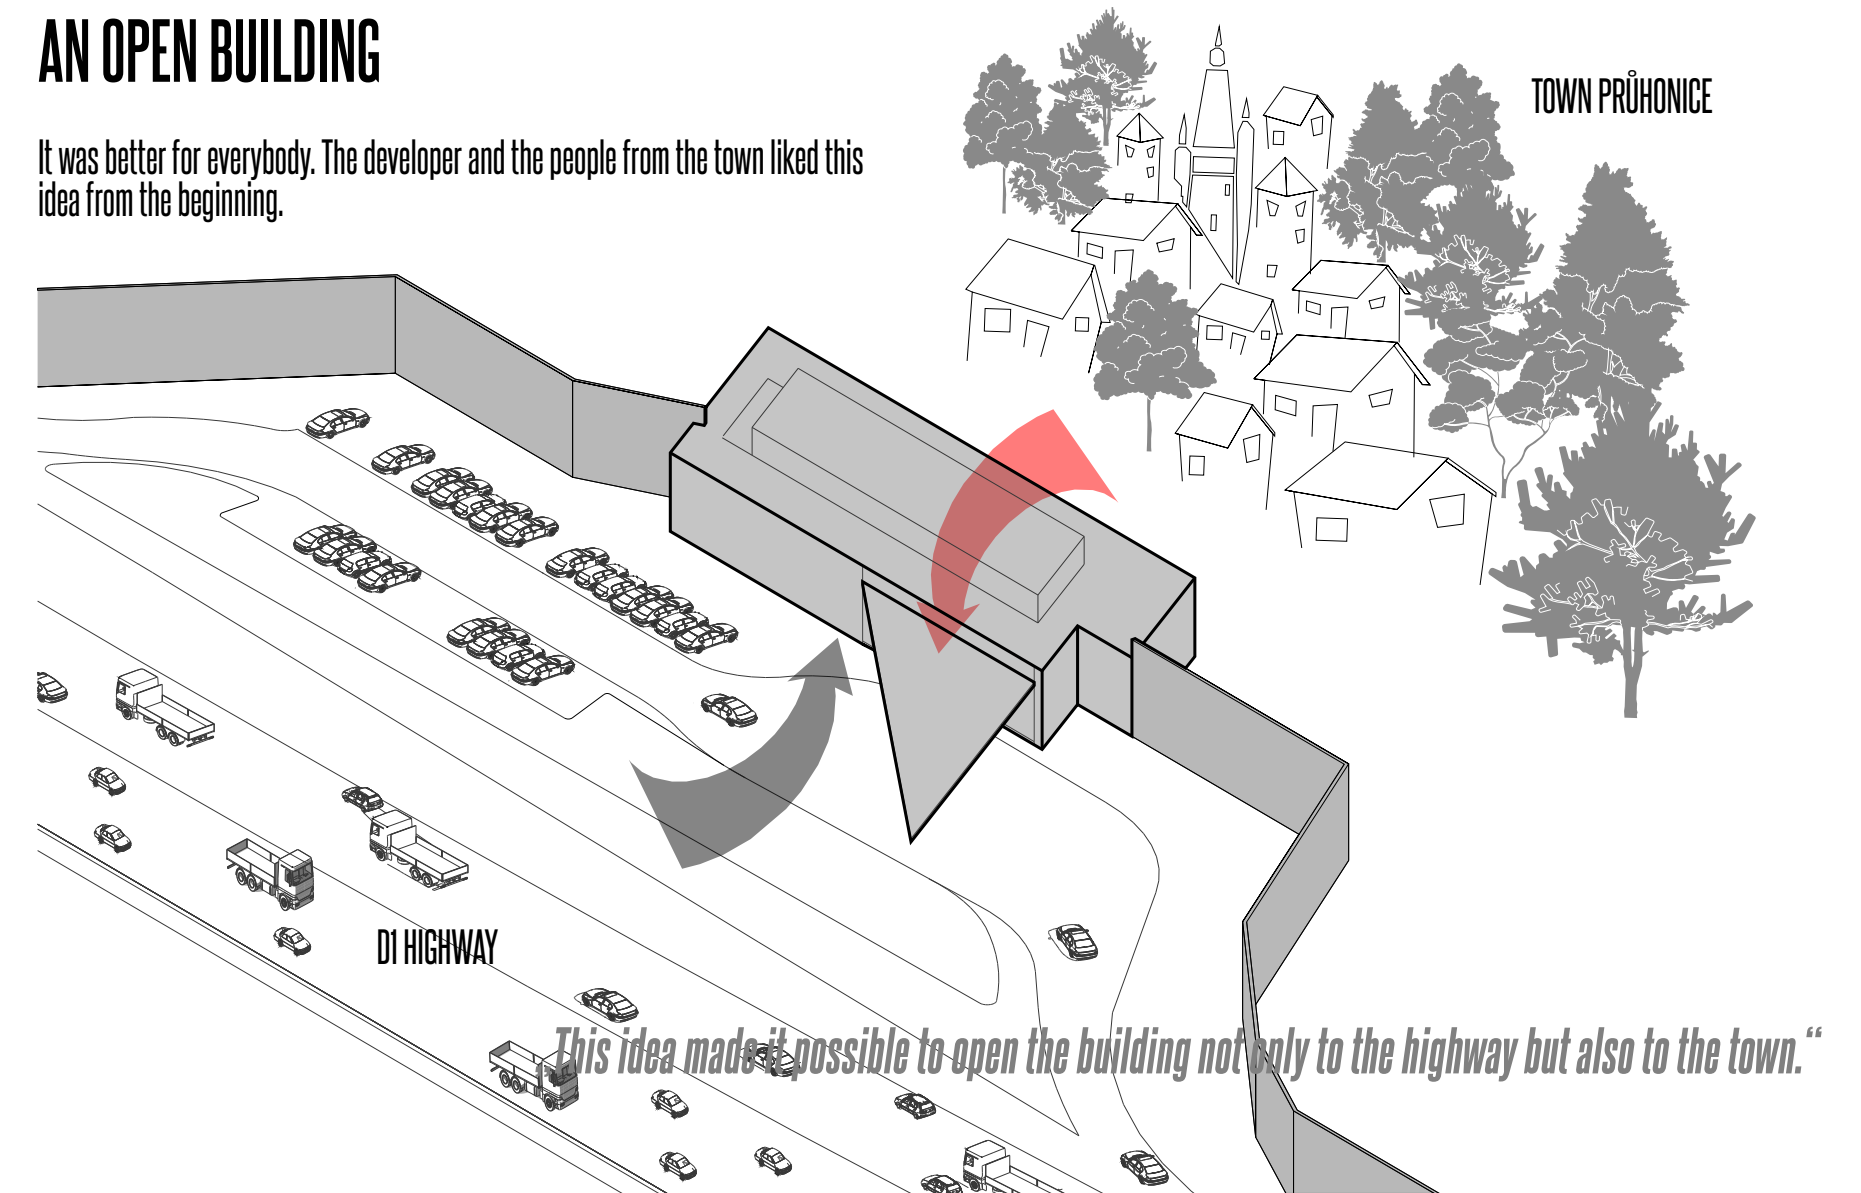 AN OPEN BUILDING
TOWN PRŮHONICE
It was better for everybody. The developer and the people from the town liked this
idea from the beginning.
D1 HIGHWAY
„This idea made it possible to open the building not only to the highway but also to the town.“